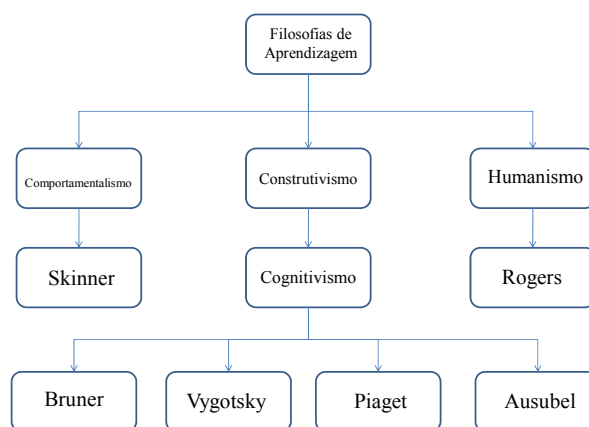 Filosofias de
Aprendizagem
Comportamentalismo
Construtivismo
Humanismo
Skinner
Cognitivismo
Rogers
Bruner
Vygotsky
Piaget
Ausubel